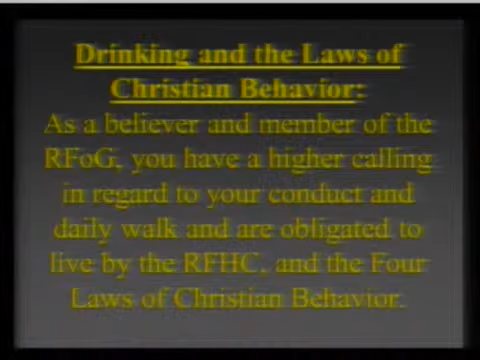 Drinking and the Laws of
Christian Behavior:
As a believer and member of the
RFoG, you have a higher calling
in regard to your conduct and
daily walk and are obligated to
live by the RFHC, and the Four
Laws of Christian Behavior.